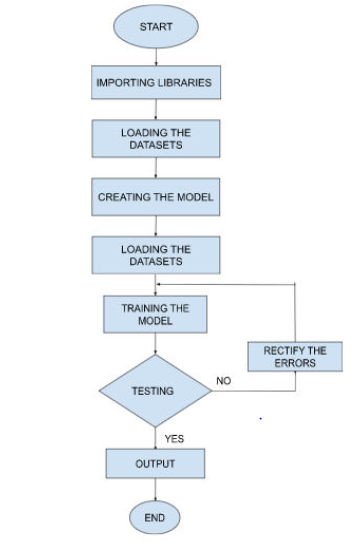 START
IMPORTING LIBRARIES
LOADING THE
DATASETS
CREATING THE MODEL
LOADING THE
DATASETS
TRAINING THE
MODEL
RECTIFY THE
ERRORS
TESTING
NO
YES
OUTPUT
END